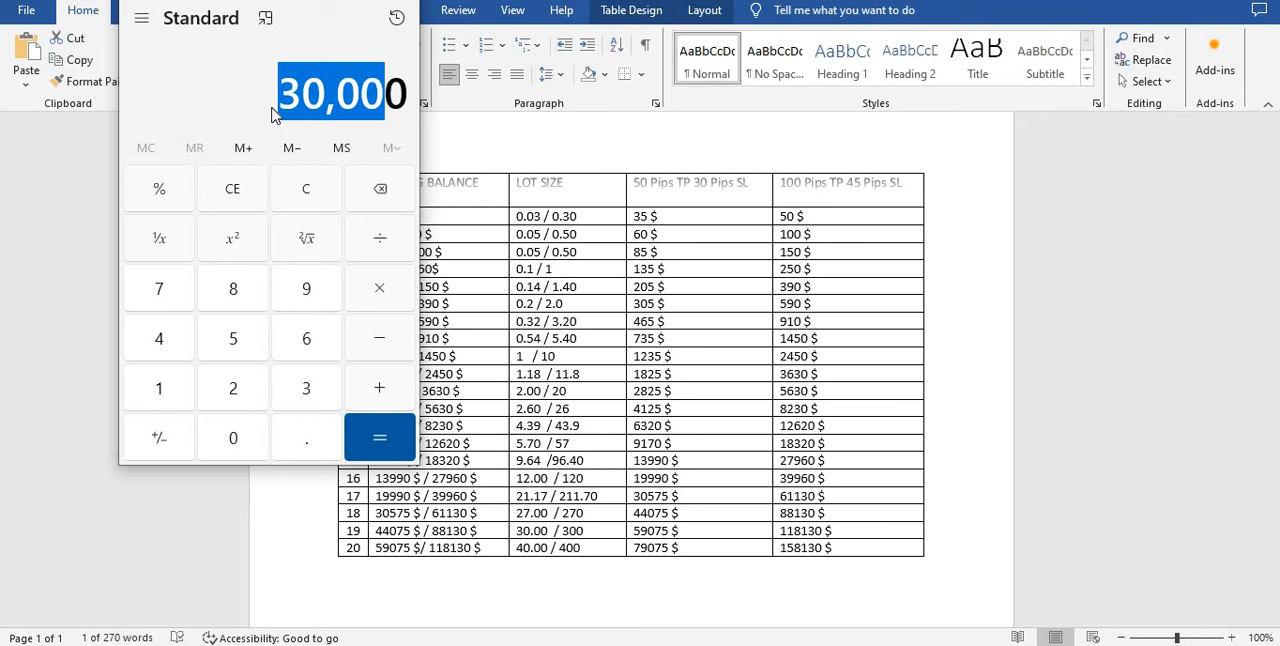 File Home Review View Help Table Design Layout Tell me what you want to do
Standard
Cut
Copy
Format Pa
Paste
Clipboard
Paragraph
AaBbCcDc AaBbCcDc AaBbCcD AaBbCcD AaB AaBbCcDc
¶ Normal ¶ No Spac... Heading 1 Heading 2 Title Subtitle
Styles
Find
Replace
Select
Editing
Add-ins
Add-ins
30,000
MC MR M+ M− MS M
% CE C
¹/x x² ²√x ÷
7 8 9 ×
4 5 6 −
1 2 3 +
+/− 0 . =
BALANCE LOT SIZE 50 Pips TP 30 Pips SL 100 Pips TP 45 Pips SL
0.03 / 0.30 35 $ 50 $
$ 0.05 / 0.50 60 $ 100 $
00 $ 0.05 / 0.50 85 $ 150 $
50$ 0.1 / 1 135 $ 250 $
150 $ 0.14 / 1.40 205 $ 390 $
390 $ 0.2 / 2.0 305 $ 590 $
590 $ 0.32 / 3.20 465 $ 910 $
910 $ 0.54 / 5.40 735 $ 1450 $
1450 $ 1 / 10 1235 $ 2450 $
/ 2450 $ 1.18 / 11.8 1825 $ 3630 $
3630 $ 2.00 / 20 2825 $ 5630 $
/ 5630 $ 2.60 / 26 4125 $ 8230 $
/ 8230 $ 4.39 / 43.9 6320 $ 12620 $
/ 12620 $ 5.70 / 57 9170 $ 18320 $
/ 18320 $ 9.64 /96.40 13990 $ 27960 $
16 13990 $ / 27960 $ 12.00 / 120 19990 $ 39960 $
17 19990 $ / 39960 $ 21.17 / 211.70 30575 $ 61130 $
18 30575 $ / 61130 $ 27.00 / 270 44075 $ 88130 $
19 44075 $ / 88130 $ 30.00 / 300 59075 $ 118130 $
20 59075 $/ 118130 $ 40.00 / 400 79075 $ 158130 $
Page 1 of 1 1 of 270 words Accessibility: Good to go 100%